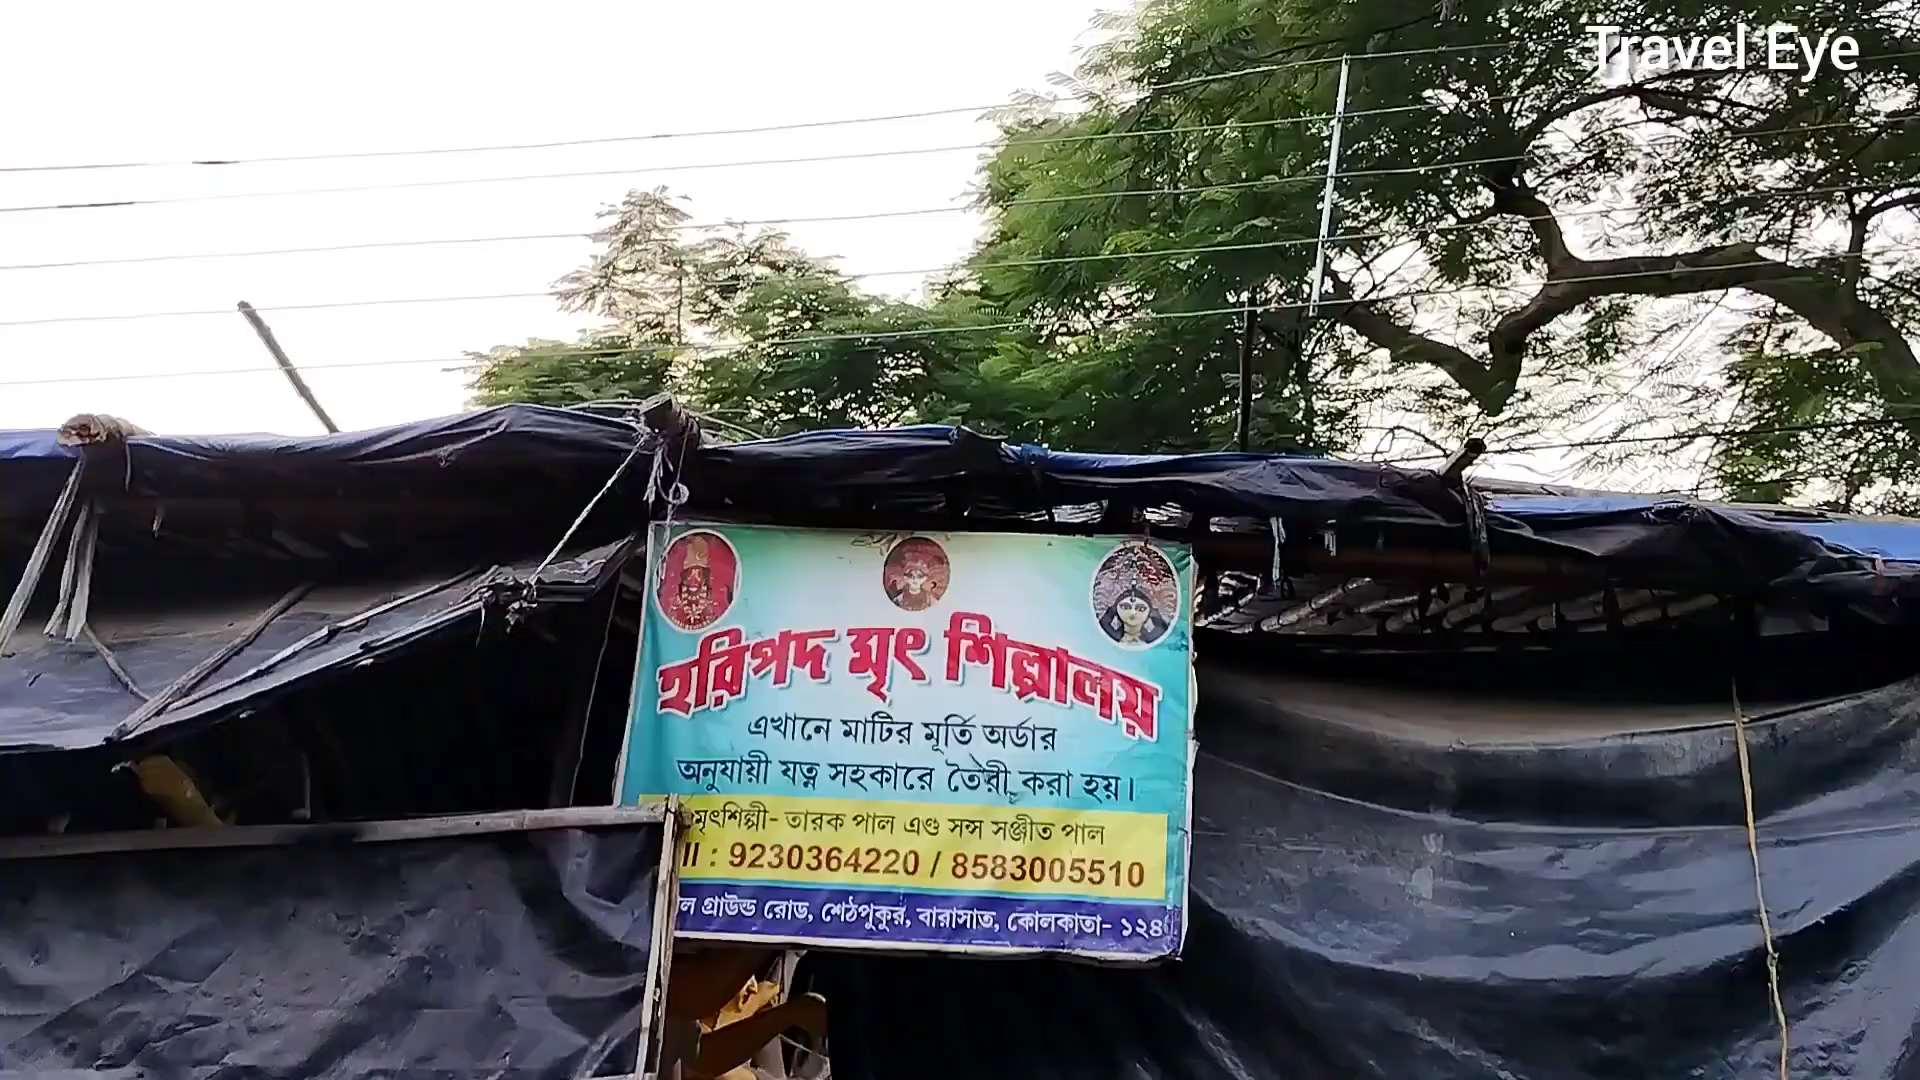 Travel Eye
হরিপদ মৃৎ শিল্পালয়
এখানে মাটির মূর্তি অর্ডার
অনুযায়ী যত্ন সহকারে তৈরী করা হয়।
মৃৎশিল্পী- তারক পাল এণ্ড সন্স সঞ্জীত পাল
: 9230364220 / 8583005510
গ্রাউন্ড রোড, শেঠপুকুর, বারাসাত, কোলকাতা- ১২৪